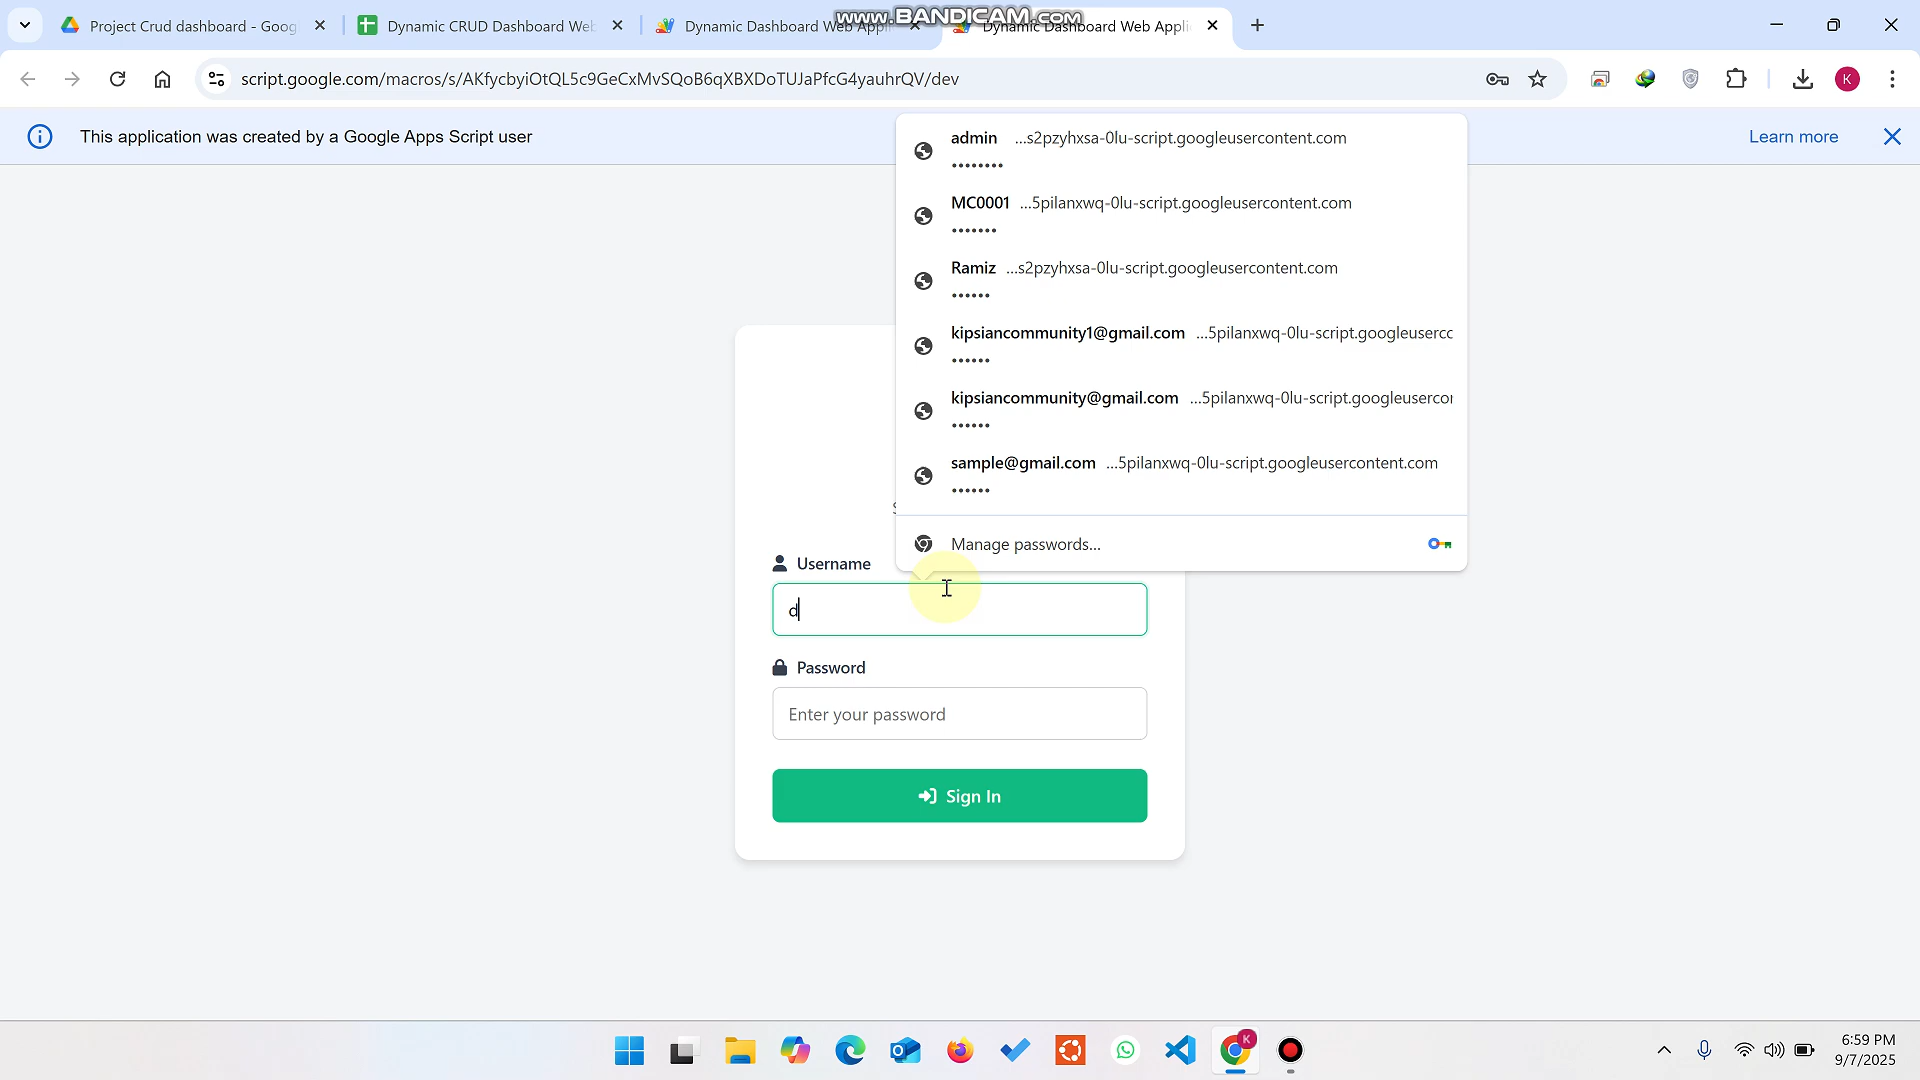 www.BANDICAM.com
Project Crud dashboard - Goog
Dynamic CRUD Dashboard Web
Dynamic Dashboard Web Appli
Dynamic Dashboard Web Appli
script.google.com/macros/s/AKfycbyiOtQL5c9GeCxMvSQoB6qXBXDoTUJaPfcG4yauhrQV/dev
K
This application was created by a Google Apps Script user
Learn more
admin ...s2pzyhxsa-0lu-script.googleusercontent.com
••••••••
MC0001 ...5pilanxwq-0lu-script.googleusercontent.com
•••••••
Ramiz ...s2pzyhxsa-0lu-script.googleusercontent.com
••••••
kipsiancommunity1@gmail.com ...5pilanxwq-0lu-script.googleusercc
••••••
kipsiancommunity@gmail.com ...5pilanxwq-0lu-script.googleusercor
••••••
sample@gmail.com ...5pilanxwq-0lu-script.googleusercontent.com
••••••
Manage passwords...
Username
d
Password
Enter your password
Sign In
K
6:59 PM
9/7/2025